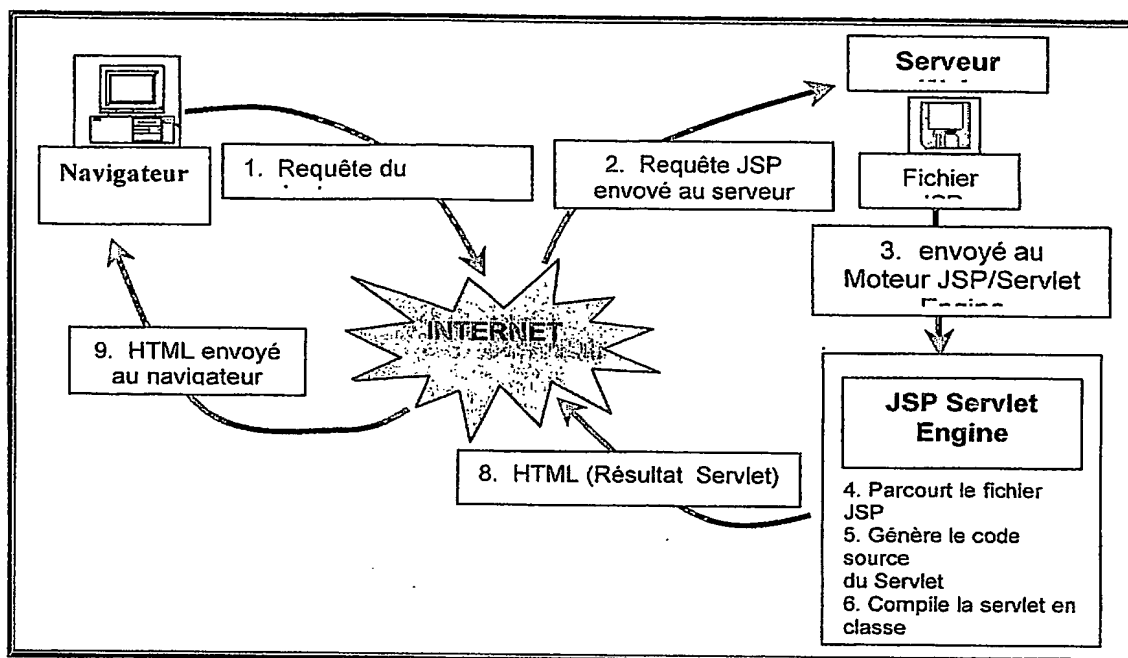 Serveur
Navigateur
1. Requête du
2. Requête JSP
envoyé au serveur
Fichier
3. envoyé au
Moteur JSP/Servlet
Engine
INTERNET
9. HTML envoyé
au navigateur
JSP Servlet
Engine
8. HTML (Résultat Servlet)
4. Parcourt le fichier
JSP
5. Génère le code
source
du Servlet
6. Compile la servlet en
classe